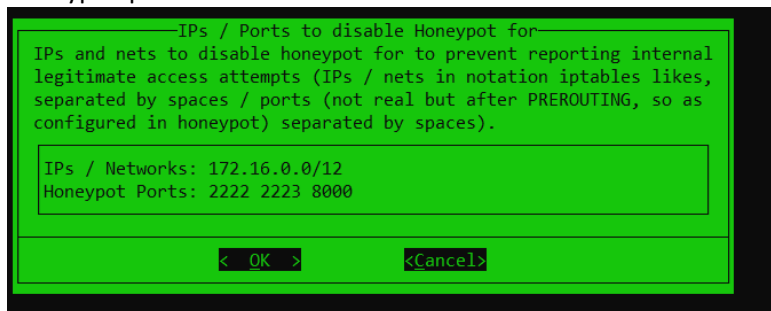 IPs / Ports to disable Honeypot for
IPs and nets to disable honeypot for to prevent reporting internal
legitimate access attempts (IPs / nets in notation iptables likes,
separated by spaces / ports (not real but after PREROUTING, so as
configured in honeypot) separated by spaces).
IPs / Networks: 172.16.0.0/12
Honeypot Ports: 2222 2223 8000
< OK > <Cancel>